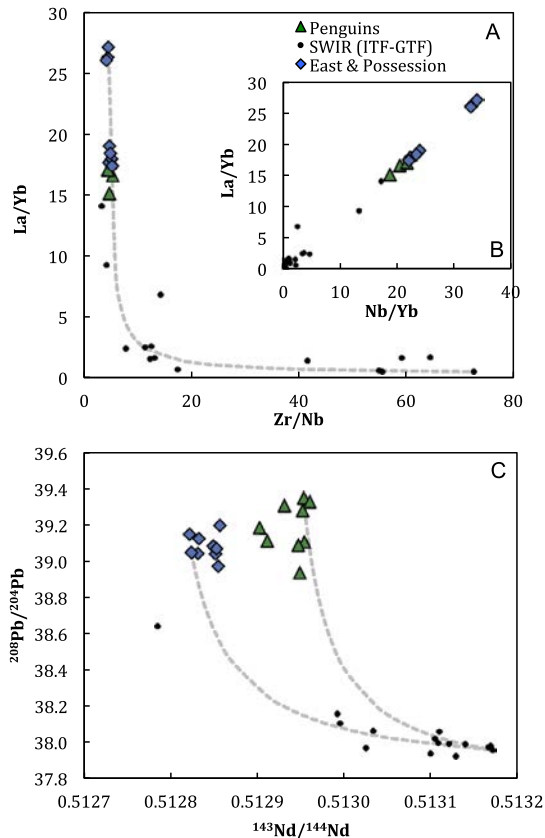 30
25
20
15
10
5
0
La/Yb
0 20 40 60 80
Zr/Nb
A
Penguins
SWIR (ITF-GTF)
East & Possession
30
25
20
15
10
5
0
La/Yb
0 10 20 30 40
Nb/Yb
B
39.6
39.4
39.2
39.0
38.8
38.6
38.4
38.2
38.0
37.8
²⁰⁸Pb/²⁰⁴Pb
C
0.5127 0.5128 0.5129 0.5130 0.5131 0.5132
¹⁴³Nd/¹⁴⁴Nd